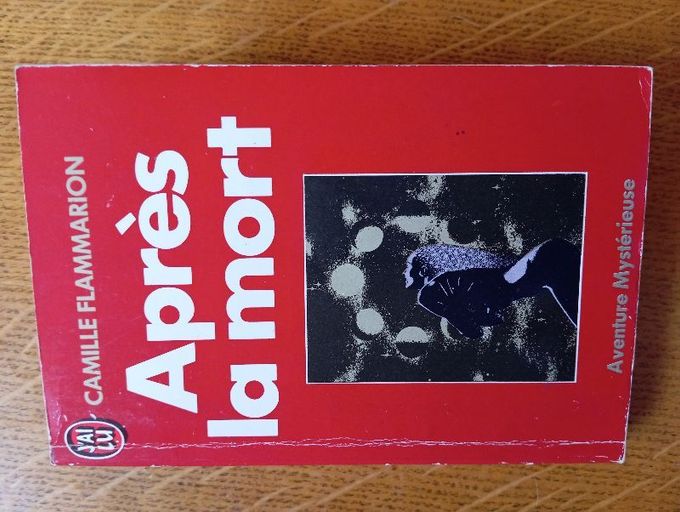 J'AI
LU
CAMILLE FLAMMARION
Après
la mort
Aventure Mystérieuse